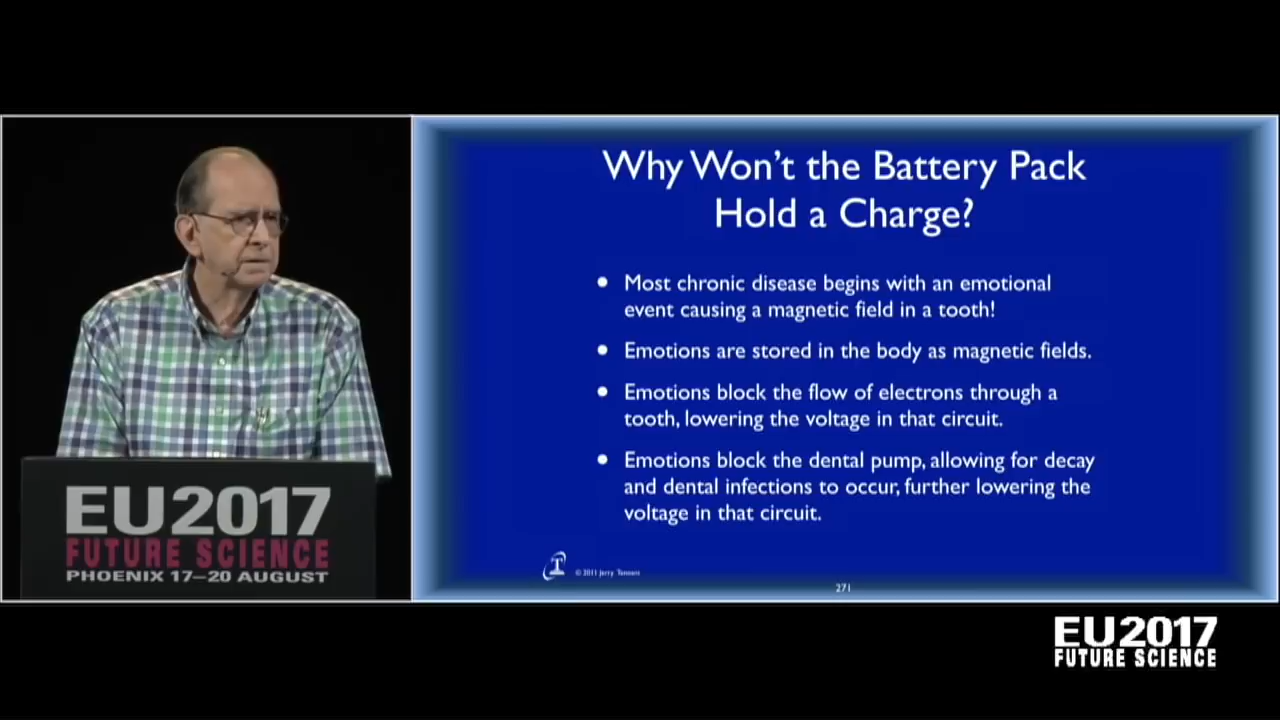 Why Won't the Battery Pack
Hold a Charge?
• Most chronic disease begins with an emotional
event causing a magnetic field in a tooth!
• Emotions are stored in the body as magnetic fields.
• Emotions block the flow of electrons through a
tooth, lowering the voltage in that circuit.
• Emotions block the dental pump, allowing for decay
and dental infections to occur, further lowering the
voltage in that circuit.
T
© 2011 Jerry Tennant
271
EU2017
FUTURE SCIENCE
PHOENIX 17–20 AUGUST
EU2017
FUTURE SCIENCE